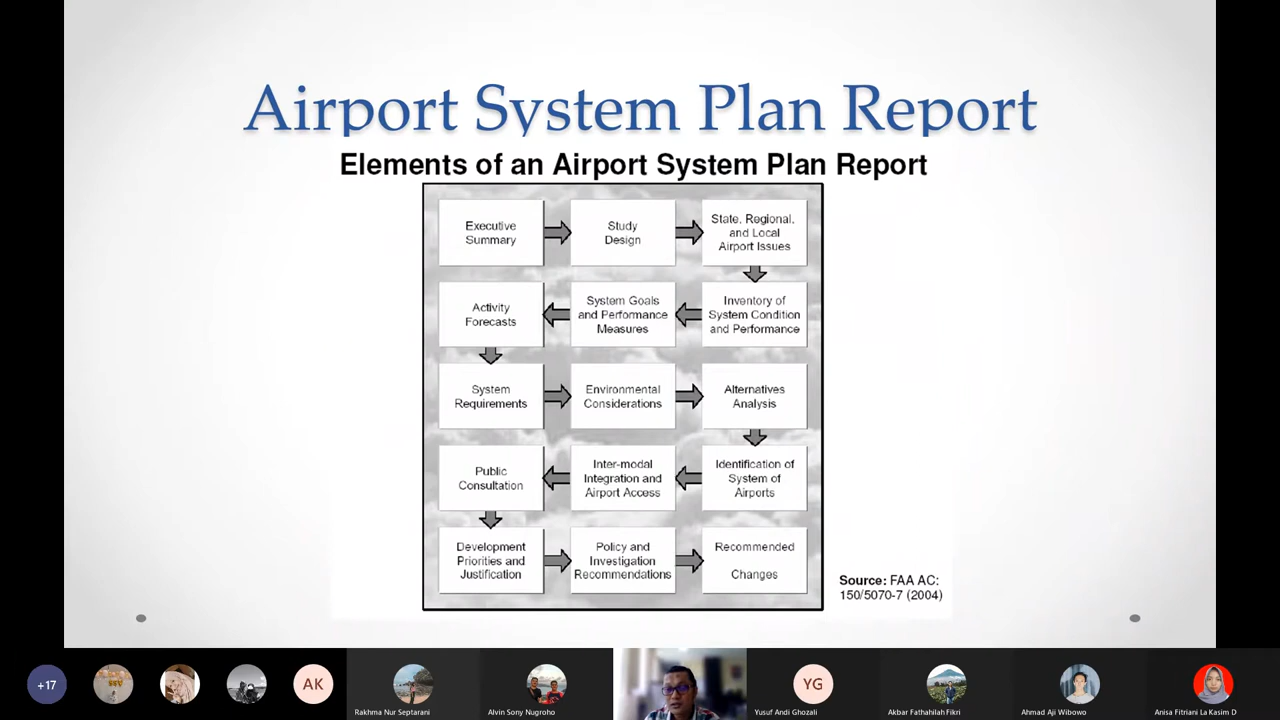 Airport System Plan Report
Elements of an Airport System Plan Report
Executive
Summary
Study
Design
State, Regional,
and Local
Airport Issues
Activity
Forecasts
System Goals
and Performance
Measures
Inventory of
System Condition
and Performance
System
Requirements
Environmental
Considerations
Alternatives
Analysis
Public
Consultation
Inter-modal
Integration and
Airport Access
Identification of
System of
Airports
Development
Priorities and
Justification
Policy and
Investigation
Recommendations
Recommended
Changes
Source: FAA AC:
150/5070-7 (2004)
+17
AK
Rakhma Nur Septarani
Alvin Sony Nugroho
YG
Yusuf Andi Ghozali
Akbar Fathahilah Fikri
Ahmad Aji Wibowo
Anisa Fitriani La Kasim D